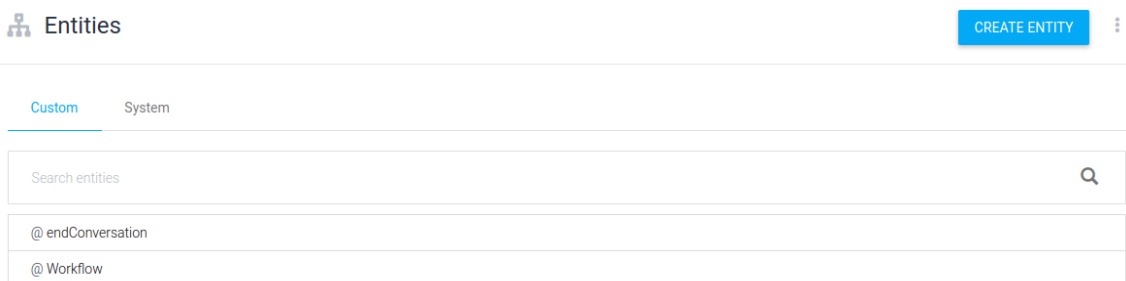 Entities
CREATE ENTITY
Custom System
Search entities
@ endConversation
@ Workflow